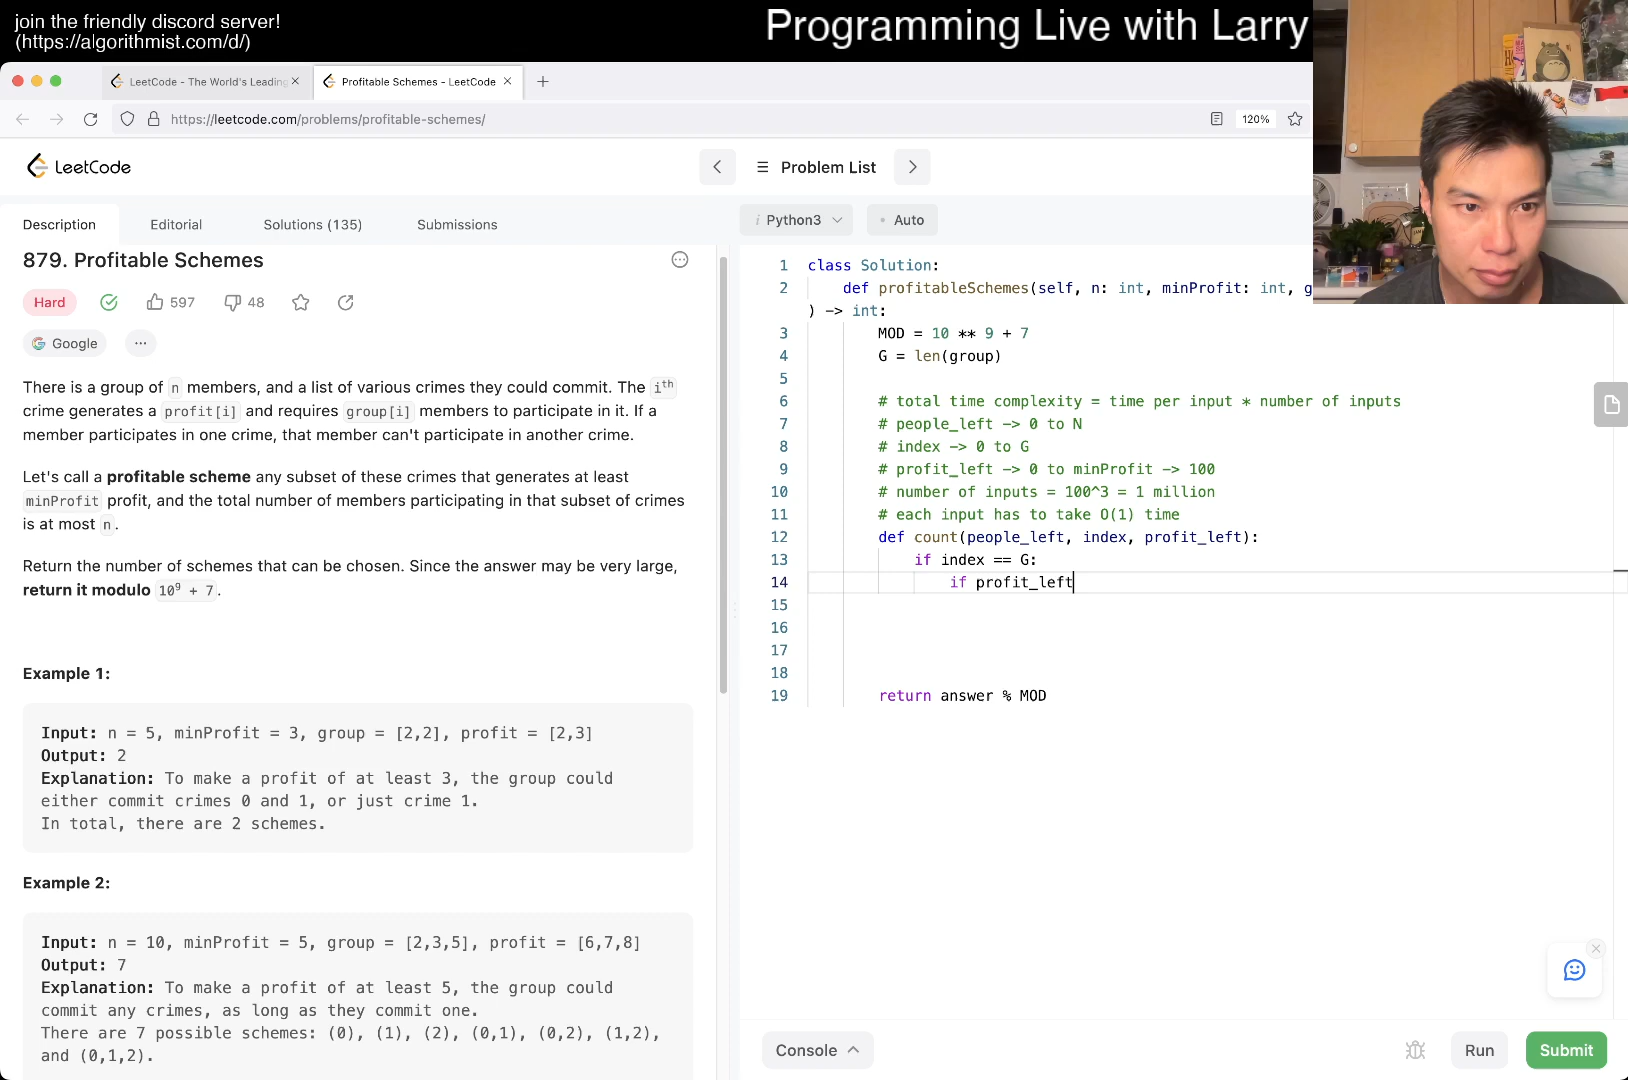 join the friendly discord server!
(https://algorithmist.com/d/)
Programming Live with Larry
LeetCode - The World's Leading
Profitable Schemes - LeetCode
https://leetcode.com/problems/profitable-schemes/
120%
LeetCode
Problem List
Description
Editorial
Solutions (135)
Submissions
879. Profitable Schemes
Hard
597
48
Google
There is a group of n members, and a list of various crimes they could commit. The ith
crime generates a profit[i] and requires group[i] members to participate in it. If a
member participates in one crime, that member can't participate in another crime.
Let's call a profitable scheme any subset of these crimes that generates at least
minProfit profit, and the total number of members participating in that subset of crimes
is at most n.
Return the number of schemes that can be chosen. Since the answer may be very large,
return it modulo 10^9 + 7.
Example 1:
Input: n = 5, minProfit = 3, group = [2,2], profit = [2,3]
Output: 2
Explanation: To make a profit of at least 3, the group could
either commit crimes 0 and 1, or just crime 1.
In total, there are 2 schemes.
Example 2:
Input: n = 10, minProfit = 5, group = [2,3,5], profit = [6,7,8]
Output: 7
Explanation: To make a profit of at least 5, the group could
commit any crimes, as long as they commit one.
There are 7 possible schemes: (0), (1), (2), (0,1), (0,2), (1,2),
and (0,1,2).
i Python3
Auto
1 class Solution:
2 def profitableSchemes(self, n: int, minProfit: int, g
) -> int:
3 MOD = 10 ** 9 + 7
4 G = len(group)
5
6 # total time complexity = time per input * number of inputs
7 # people_left -> 0 to N
8 # index -> 0 to G
9 # profit_left -> 0 to minProfit -> 100
10 # number of inputs = 100^3 = 1 million
11 # each input has to take O(1) time
12 def count(people_left, index, profit_left):
13 if index == G:
14 if profit_left
15
16
17
18
19 return answer % MOD
Console
Run
Submit